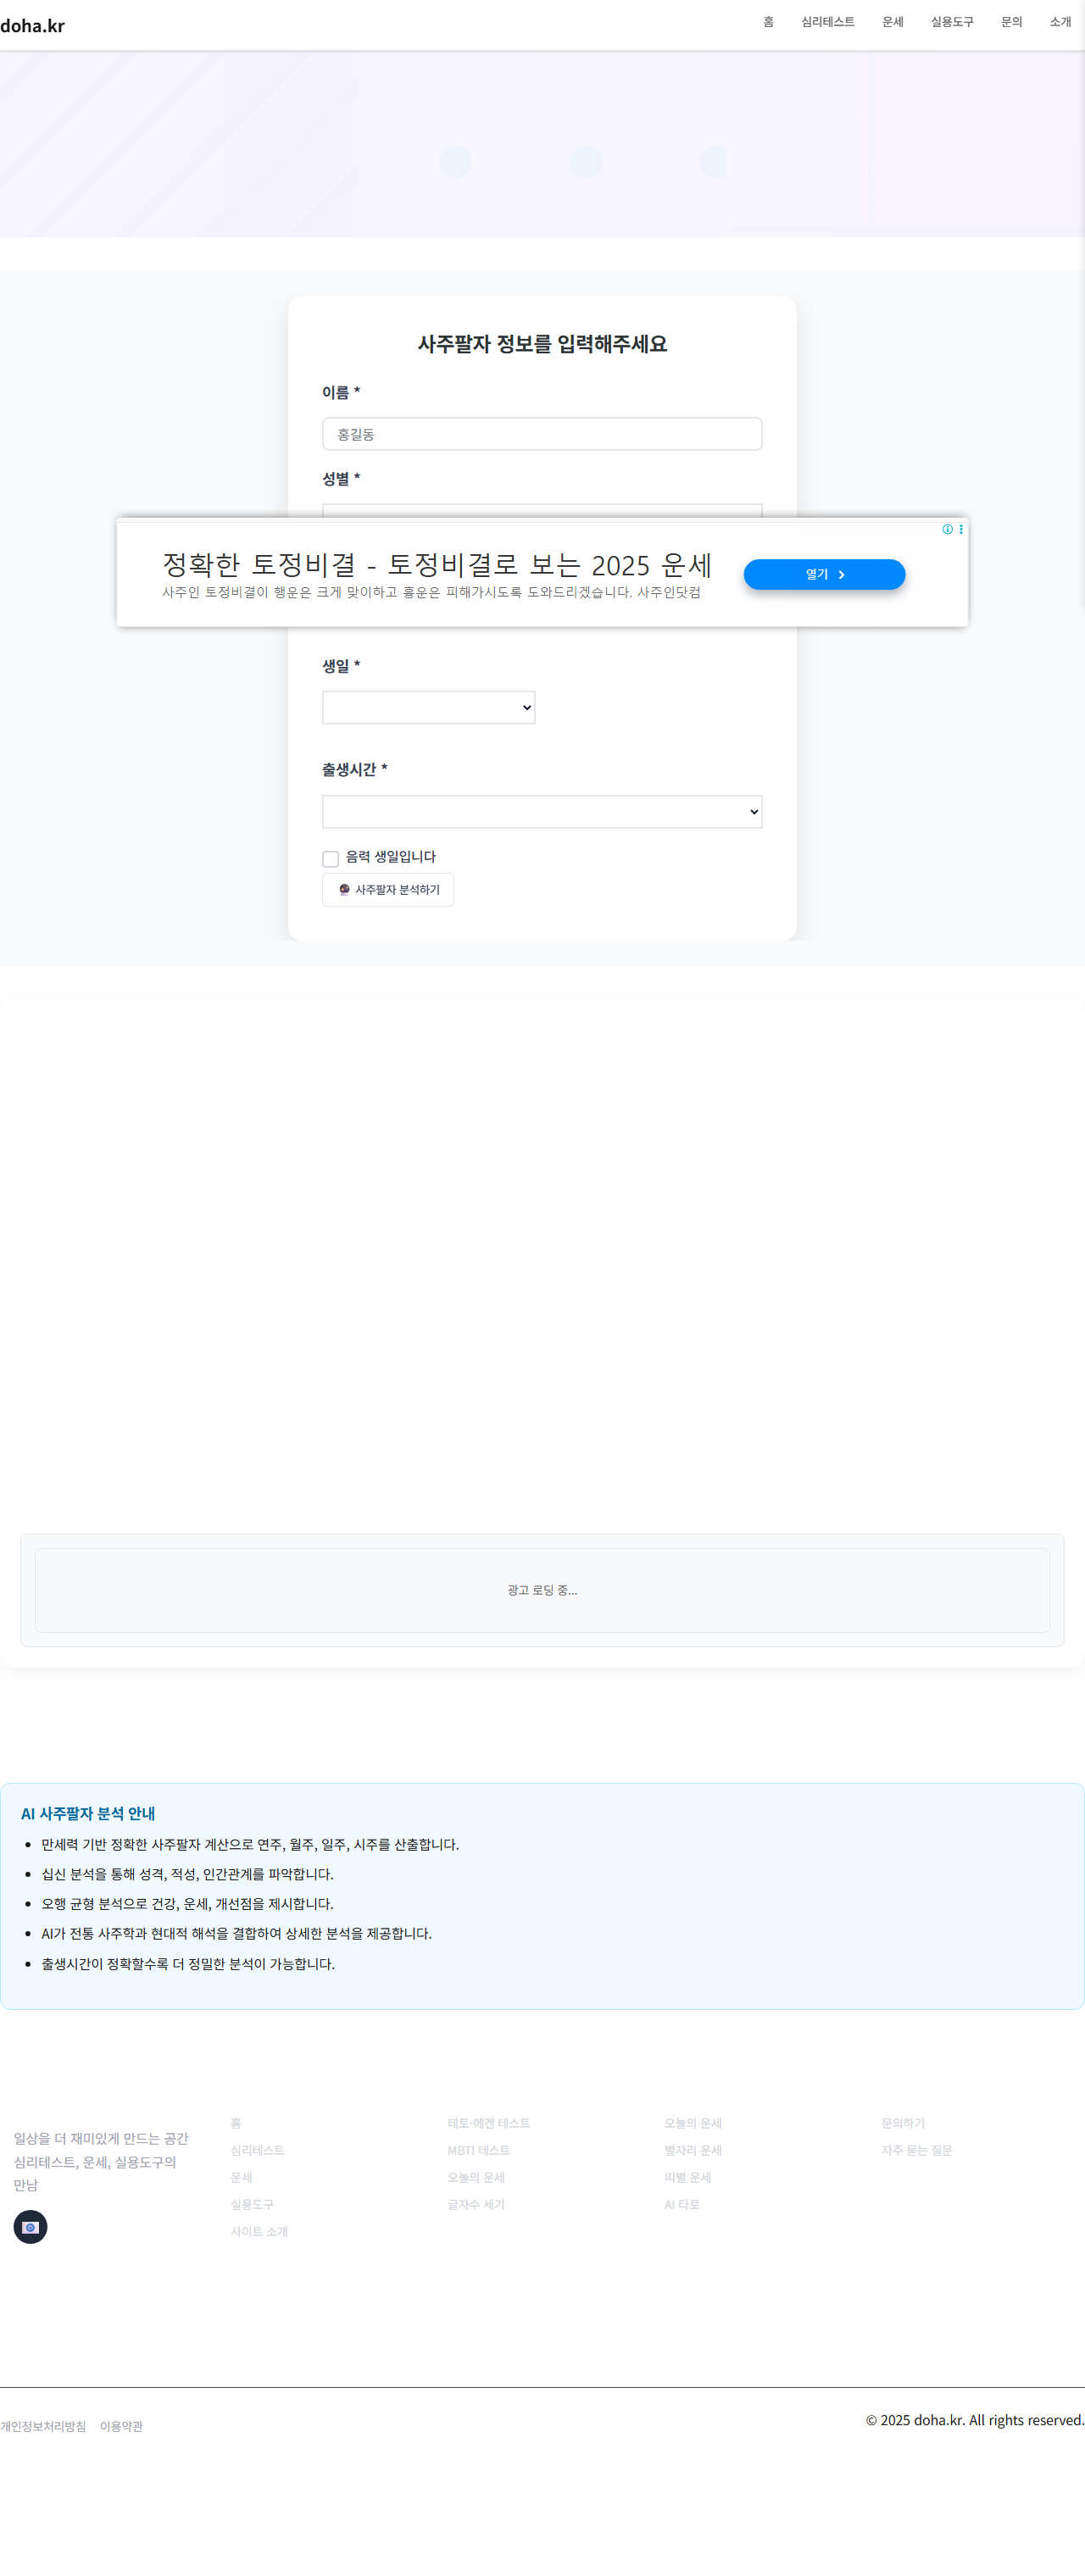 doha.kr
홈 심리테스트 운세 실용도구 문의 소개
사주팔자 정보를 입력해주세요
이름 *
홍길동
성별 *
정확한 토정비결 - 토정비결로 보는 2025 운세
사주인 토정비결이 행운은 크게 맞이하고 흉운은 피해가시도록 도와드리겠습니다. 사주인닷컴
열기
생일 *
출생시간 *
음력 생일입니다
사주팔자 분석하기
광고 로딩 중...
AI 사주팔자 분석 안내
만세력 기반 정확한 사주팔자 계산으로 연주, 월주, 일주, 시주를 산출합니다.
십신 분석을 통해 성격, 적성, 인간관계를 파악합니다.
오행 균형 분석으로 건강, 운세, 개선점을 제시합니다.
AI가 전통 사주학과 현대적 해석을 결합하여 상세한 분석을 제공합니다.
출생시간이 정확할수록 더 정밀한 분석이 가능합니다.
일상을 더 재미있게 만드는 공간
심리테스트, 운세, 실용도구의
만남
홈
심리테스트
운세
실용도구
사이트 소개
테토-에겐 테스트
MBTI 테스트
오늘의 운세
글자수 세기
오늘의 운세
별자리 운세
띠별 운세
AI 타로
문의하기
자주 묻는 질문
개인정보처리방침 이용약관
© 2025 doha.kr. All rights reserved.